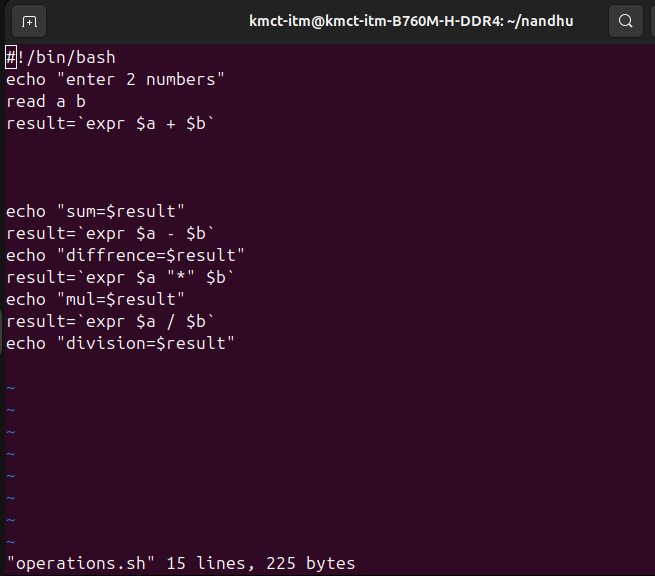 kmct-itm@kmct-itm-B760M-H-DDR4: ~/nandhu
#!/bin/bash
echo "enter 2 numbers"
read a b
result=`expr $a + $b`
echo "sum=$result"
result=`expr $a - $b`
echo "diffrence=$result"
result=`expr $a "*" $b`
echo "mul=$result"
result=`expr $a / $b`
echo "division=$result"
~
~
~
~
~
~
~
~
"operations.sh" 15 lines, 225 bytes